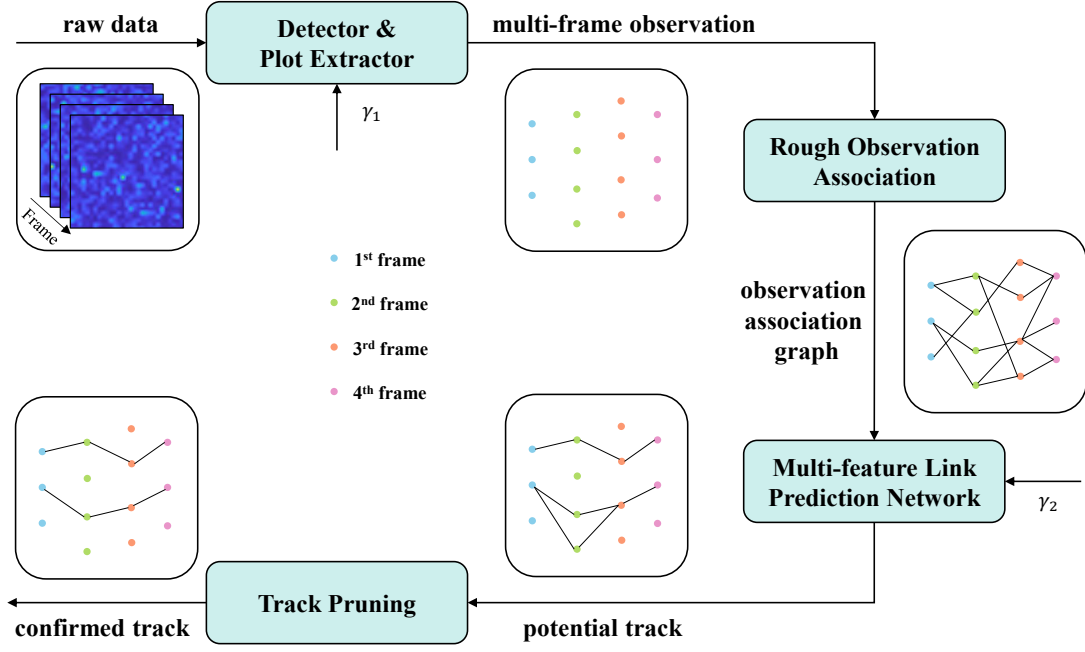 raw data
Detector &
Plot Extractor
multi-frame observation
γ₁
Rough Observation
Association
Frame
1ˢᵗ frame
2ⁿᵈ frame
3ʳᵈ frame
4ᵗʰ frame
observation
association
graph
Multi-feature Link
Prediction Network
γ₂
Track Pruning
confirmed track
potential track